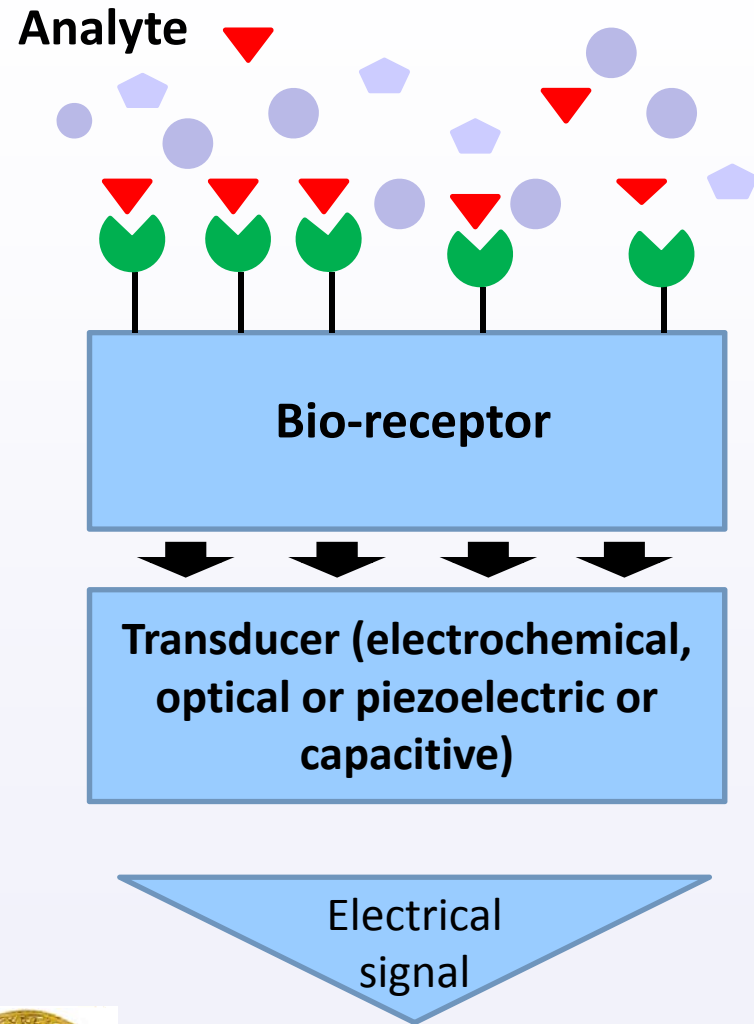 Analyte
Bio-receptor
Transducer (electrochemical,
optical or piezoelectric or
capacitive)
Electrical
signal